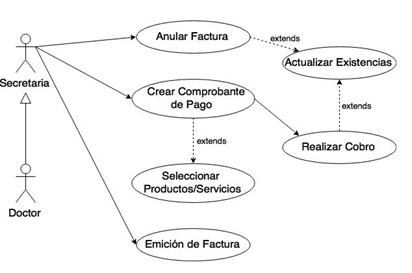 Anular Factura
extends
Actualizar Existencias
Secretaria
Crear Comprobante
de Pago
extends
extends
Realizar Cobro
Seleccionar
Productos/Servicios
Doctor
Emición de Factura